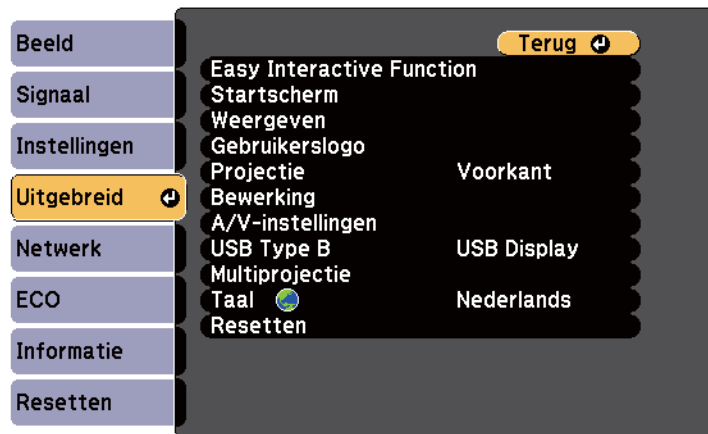 Beeld
Signaal
Instellingen
Uitgebreid
Netwerk
ECO
Informatie
Resetten
Terug
Easy Interactive Function
Startscherm
Weergeven
Gebruikerslogo
Projectie Voorkant
Bewerking
A/V-instellingen
USB Type B USB Display
Multiprojectie
Taal Nederlands
Resetten